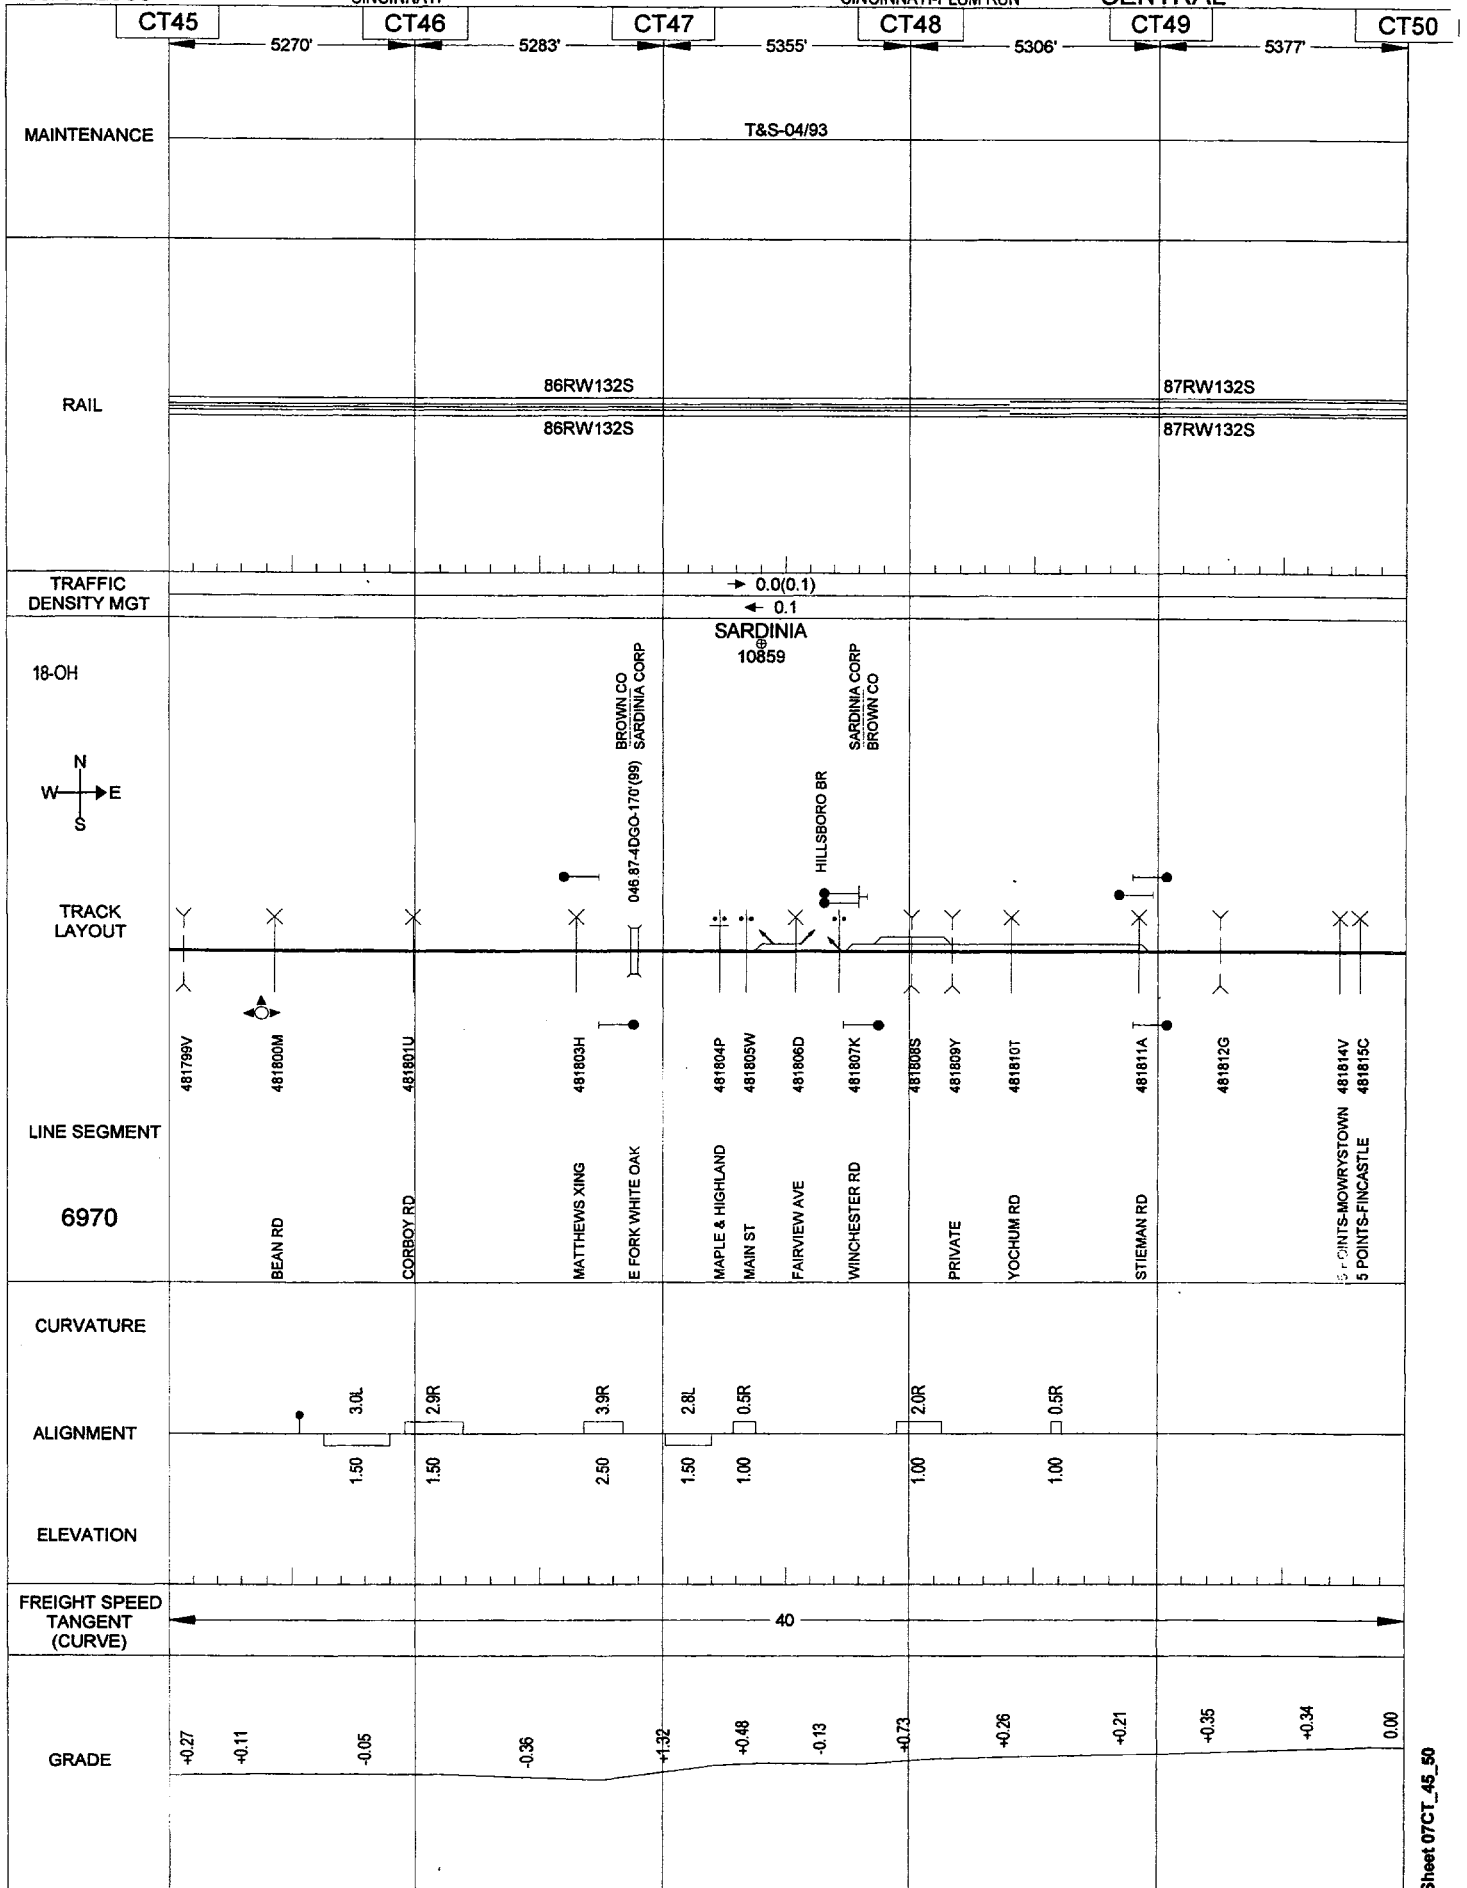 CENTRAL
CT45 CT46 CT47 CT48 CT49 CT50
5270' 5283' 5355' 5306' 5377'
MAINTENANCE
T&S-04/93
RAIL
86RW132S 87RW132S
86RW132S 87RW132S
TRAFFIC
DENSITY MGT
→ 0.0(0.1)
← 0.1
SARDINIA
10859
18-OH
N
W E
S
BROWN CO
SARDINIA CORP
046.87-4DGO-170'(99)
HILLSBORO BR
SARDINIA CORP
BROWN CO
TRACK
LAYOUT
481799V
481800M
481801U
481803H
481804P
481805W
481806D
481807K
481808S
481809Y
481810T
481811A
481812G
481814V
481815C
LINE SEGMENT
6970
BEAN RD
CORBOY RD
MATTHEWS XING
E FORK WHITE OAK
MAPLE & HIGHLAND
MAIN ST
FAIRVIEW AVE
WINCHESTER RD
PRIVATE
YOCHUM RD
STIEMAN RD
POINTS-MOWRYSTOWN
5 POINTS-FINCASTLE
CURVATURE
3.0L 2.9R 3.9R 2.8L 0.5R 2.0R 0.5R
ALIGNMENT
1.50 1.50 2.50 1.50 1.00 1.00 1.00
ELEVATION
FREIGHT SPEED
TANGENT
(CURVE)
40
GRADE
+0.27 +0.11 -0.05 -0.36 +1.32 +0.48 -0.13 +0.73 +0.26 +0.21 +0.35 +0.34 0.00
Sheet 07CT_45_50